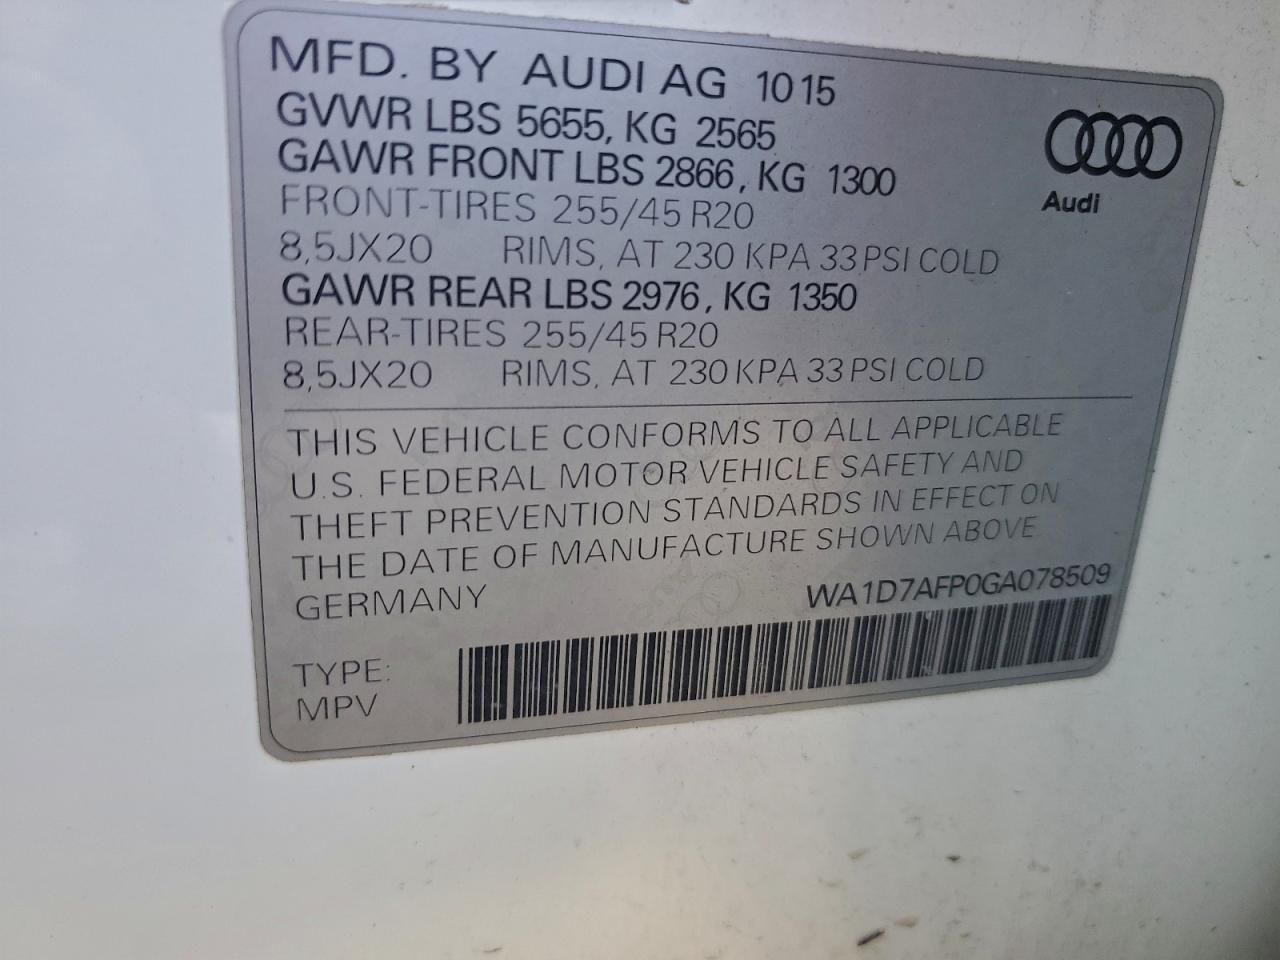 MFD. BY AUDI AG 1015
GVWR LBS 5655, KG 2565
GAWR FRONT LBS 2866, KG 1300
FRONT-TIRES 255/45 R20
8,5JX20 RIMS, AT 230 KPA 33 PSI COLD
GAWR REAR LBS 2976, KG 1350
REAR-TIRES 255/45 R20
8,5JX20 RIMS, AT 230 KPA 33 PSI COLD
Audi
THIS VEHICLE CONFORMS TO ALL APPLICABLE
U.S. FEDERAL MOTOR VEHICLE SAFETY AND
THEFT PREVENTION STANDARDS IN EFFECT ON
THE DATE OF MANUFACTURE SHOWN ABOVE
GERMANY
WA1D7AFP0GA078509
TYPE:
MPV